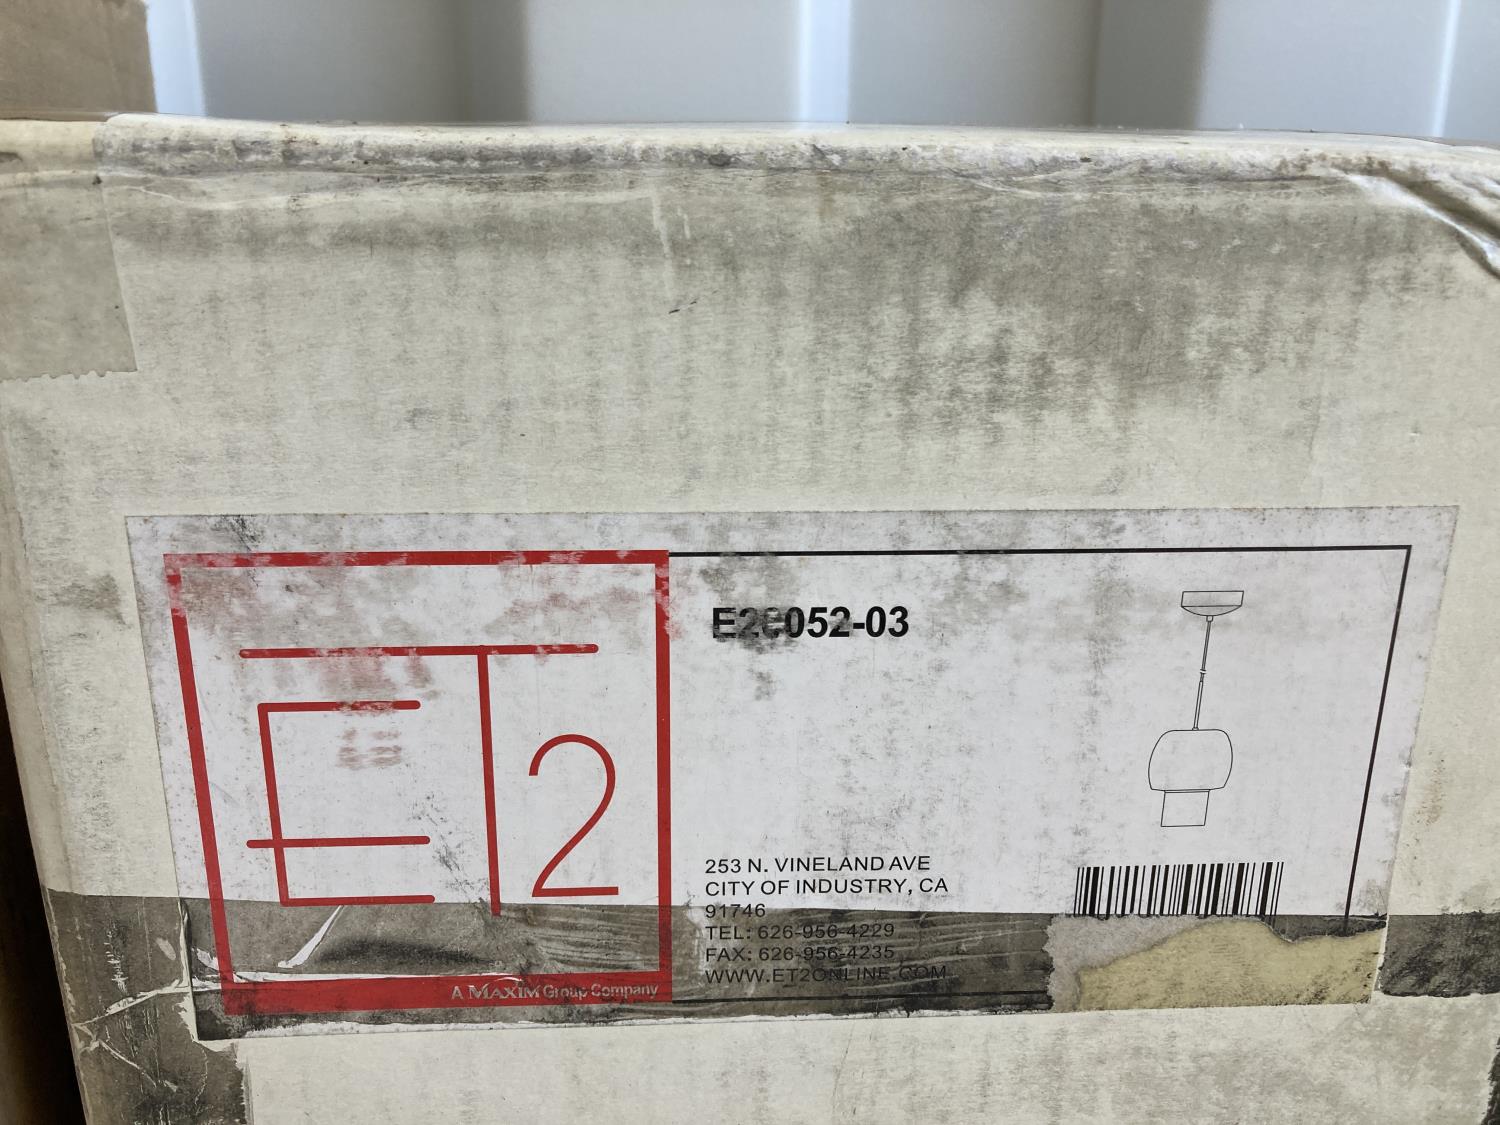 ET2
A MAXIM Group Company
E20052-03
253 N. VINELAND AVE
CITY OF INDUSTRY, CA
91746
TEL: 626-956-4229
FAX: 626-956-4235
WWW.ET2ONLINE.COM